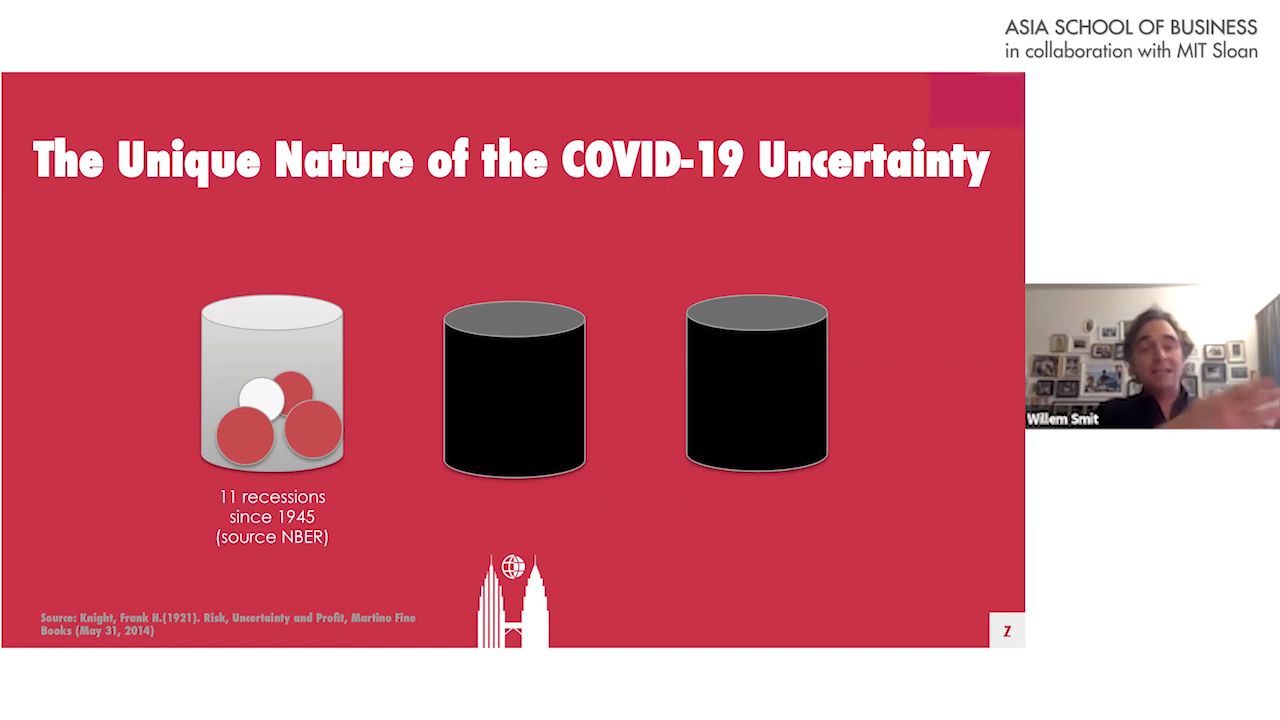 ASIA SCHOOL OF BUSINESS
in collaboration with MIT Sloan
The Unique Nature of the COVID-19 Uncertainty
11 recessions
since 1945
(source NBER)
Source: Knight, Frank H.(1921). Risk, Uncertainty and Profit, Martino Fine
Books (May 31, 2014)
7
Willem Smit